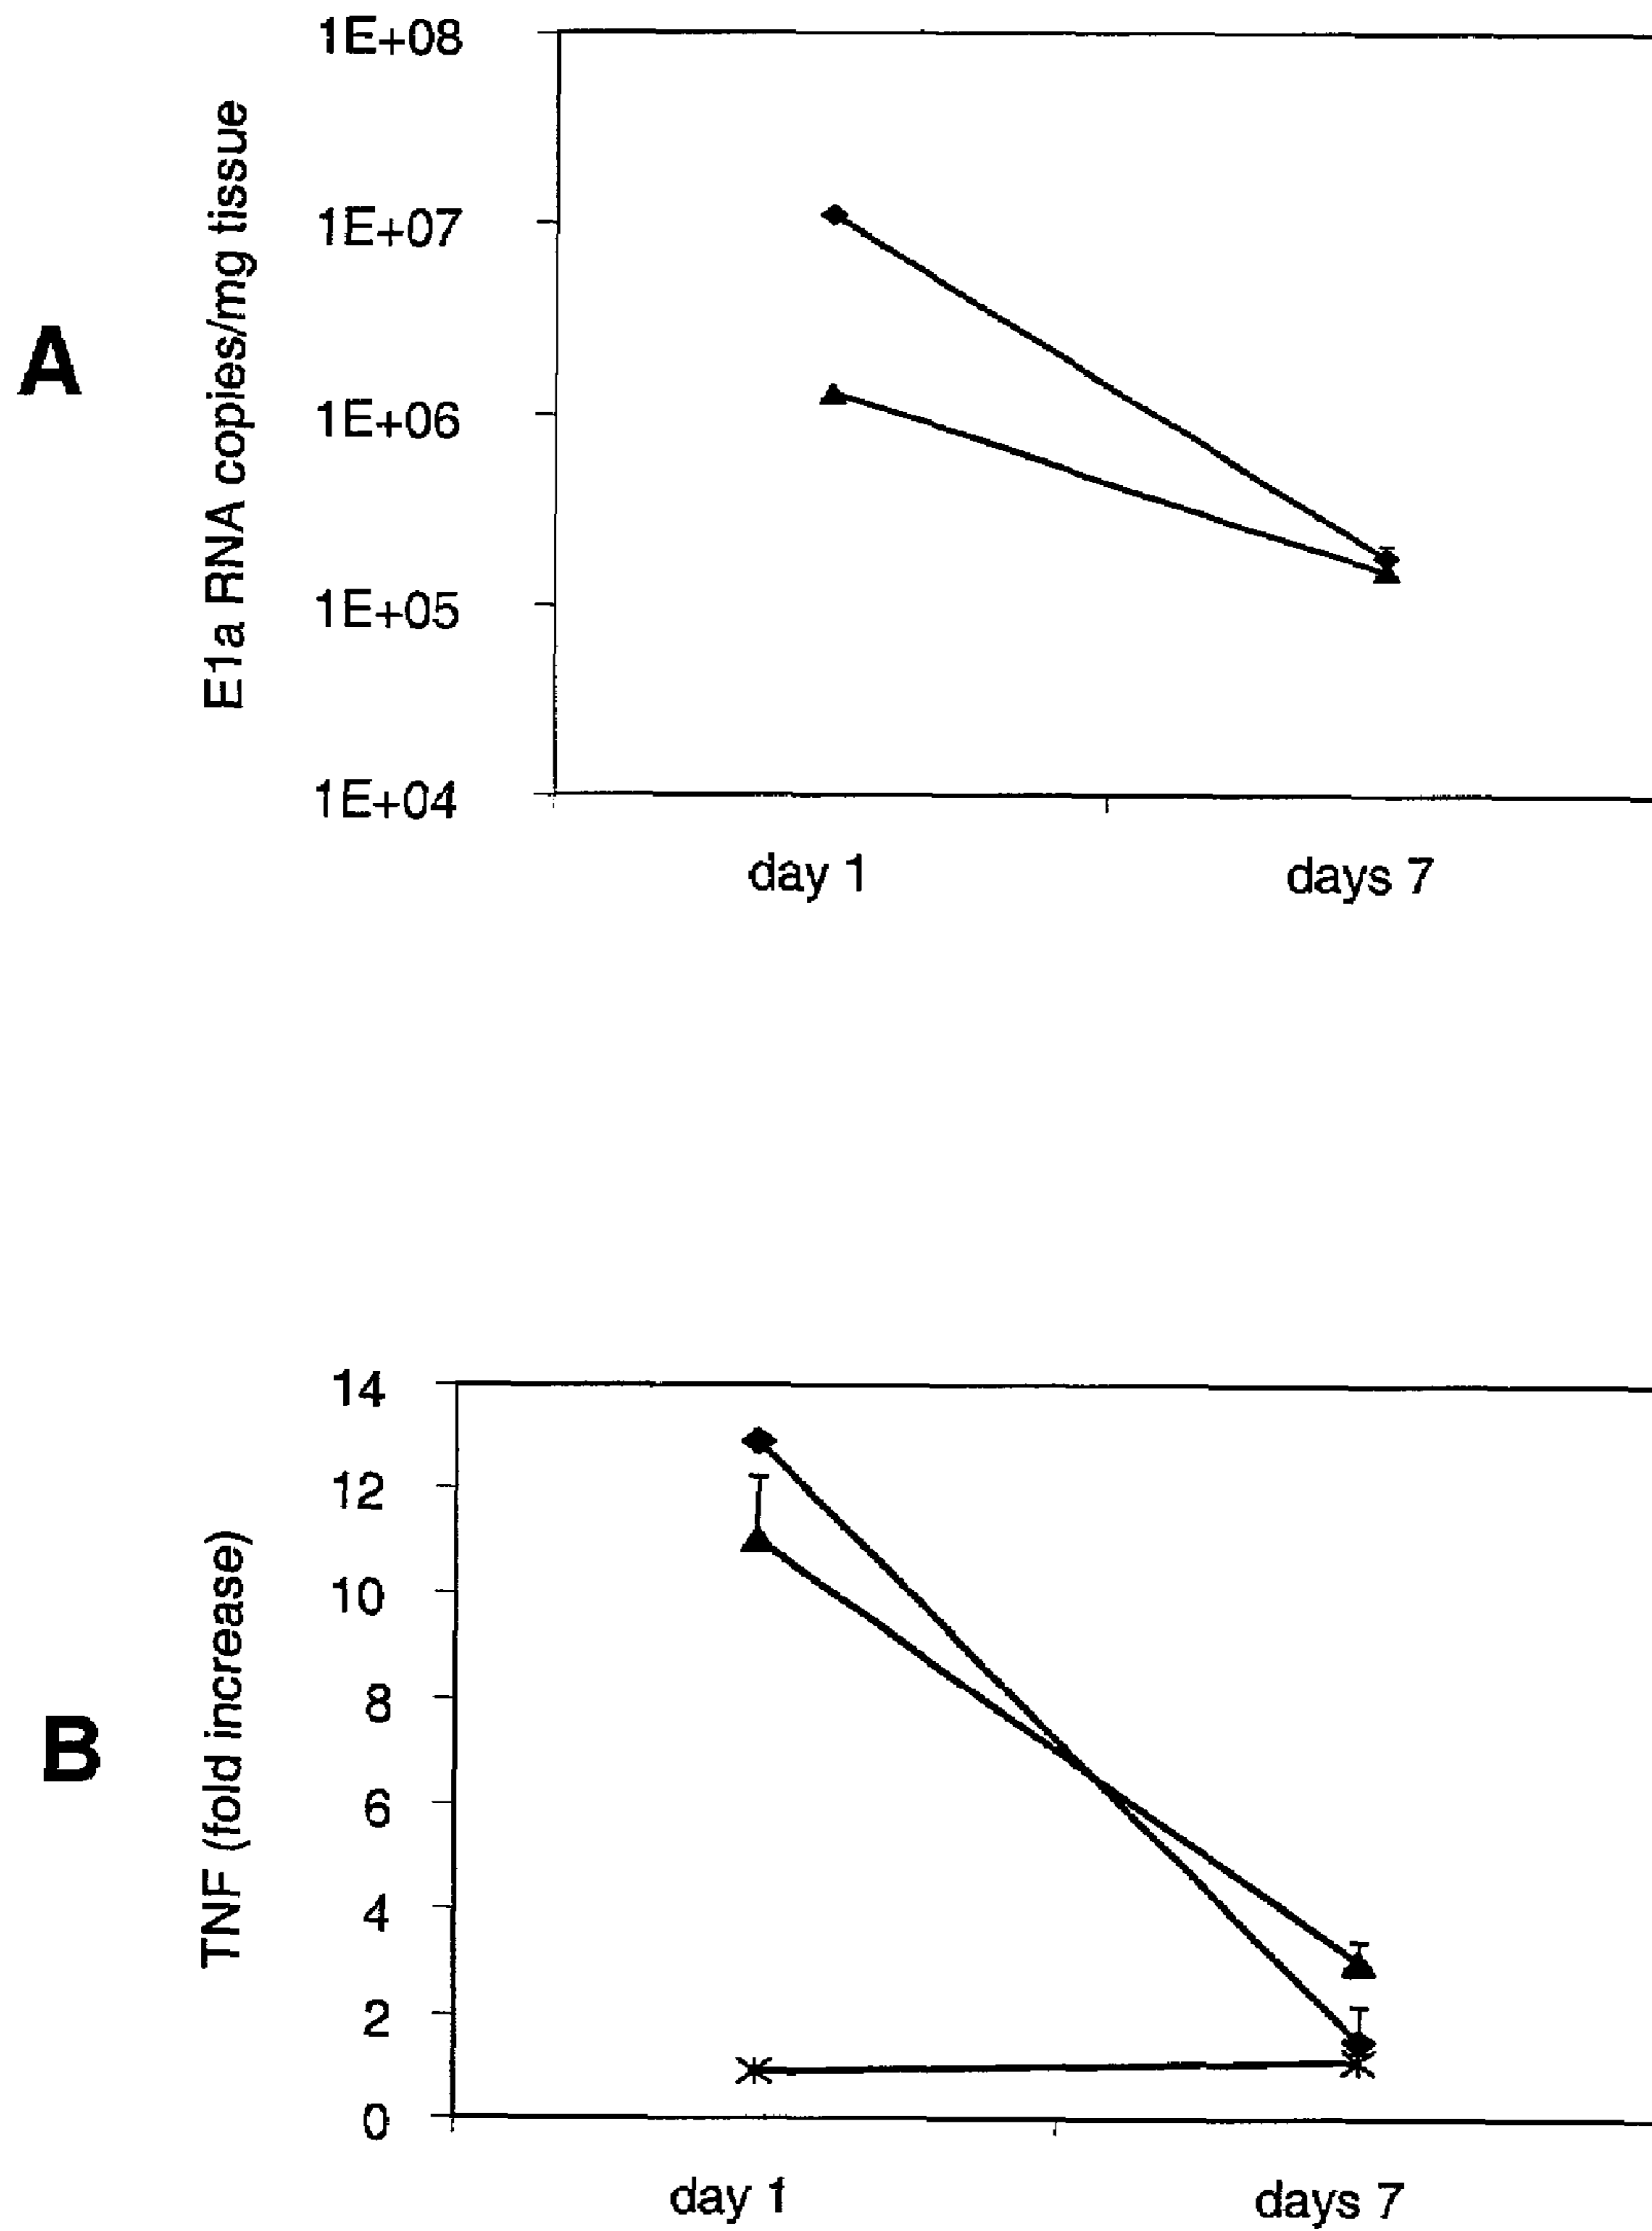 A
E1a RNA copies/mg tissue
1E+08
1E+07
1E+06
1E+05
1E+04
day 1 days 7
B
TNF (fold increase)
14
12
10
8
6
4
2
0
day 1 days 7